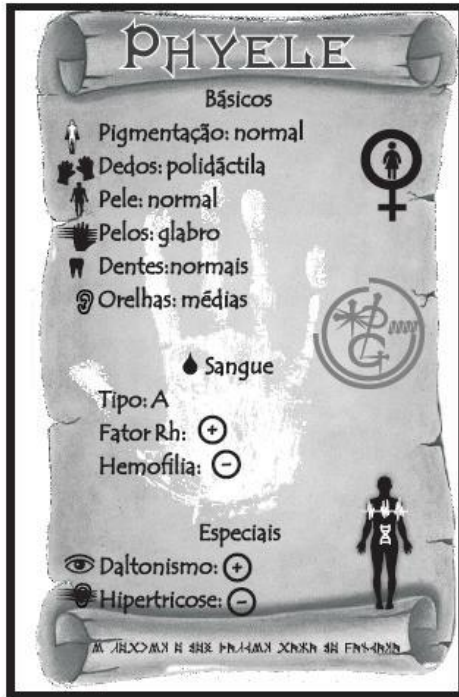 PHYELE
Básicos
Pigmentação: normal
Dedos: polidáctila
Pele: normal
Pelos: glabro
Dentes:normais
Orelhas: médias
Sangue
Tipo: A
Fator Rh: +
Hemofilia: -
Especiais
Daltonismo: +
Hipertricose: -